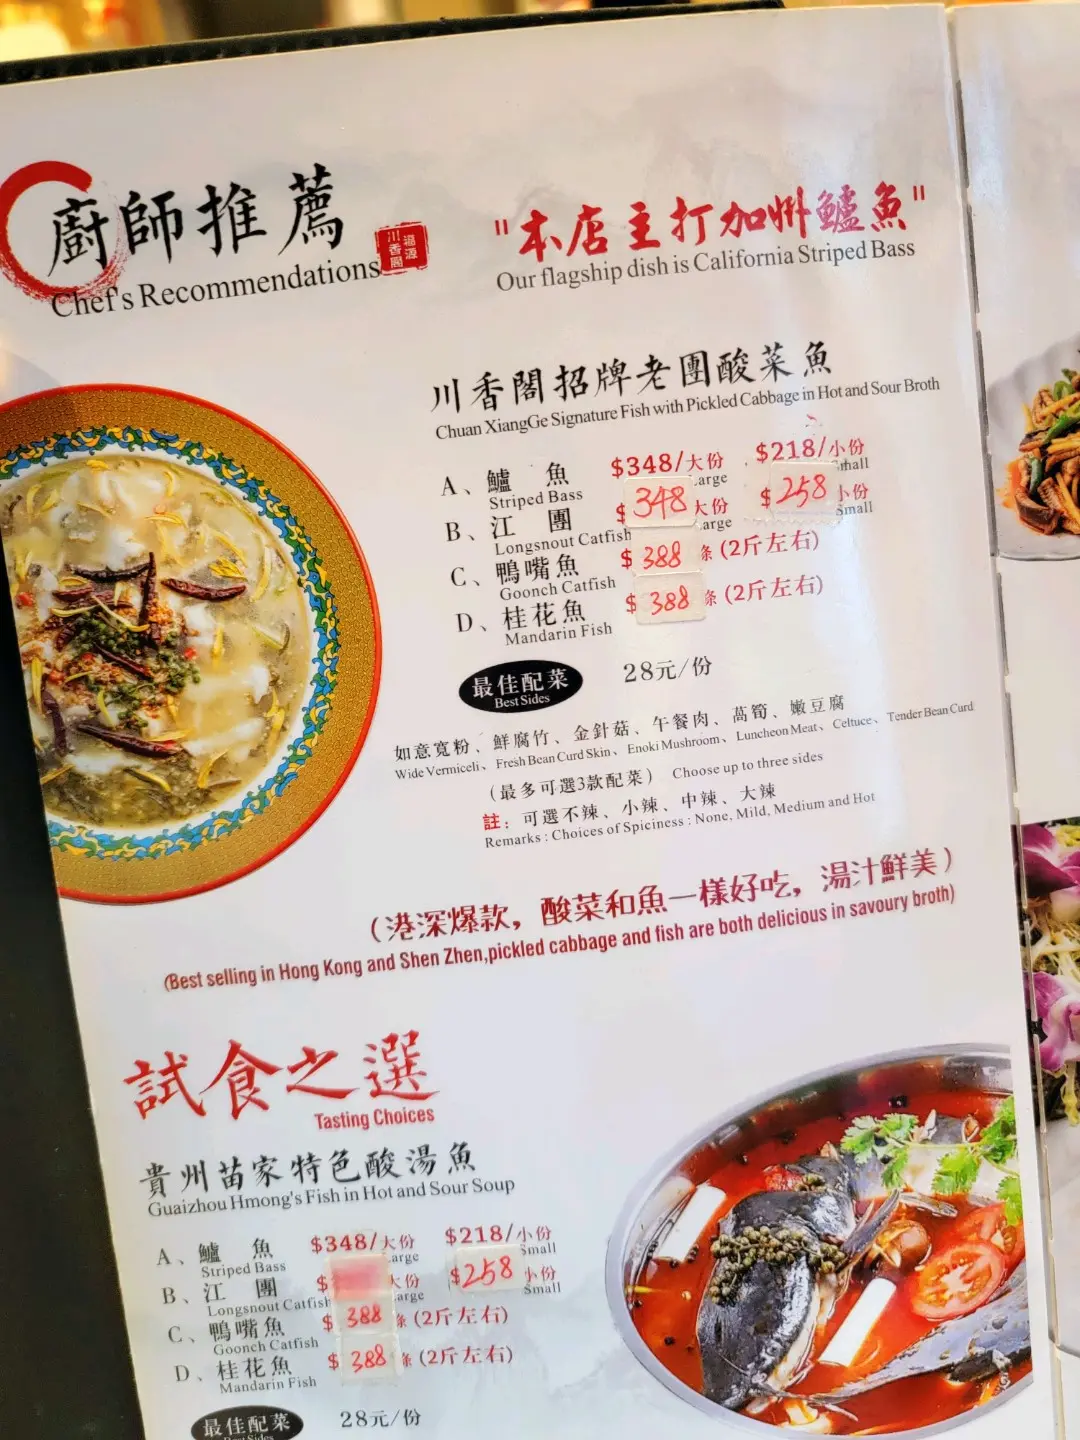 廚師推薦
Chef's Recommendations
川香閣
福源
"本店主打加州鱸魚"
Our flagship dish is California Striped Bass
川香閣招牌老團酸菜魚
Chuan XiangGe Signature Fish with Pickled Cabbage in Hot and Sour Broth
A、鱸 魚 $348/大份 $218/小份
Striped Bass Large Small
B、江 團 $348 大份 $258 小份
Longsnout Catfish Large Small
C、鴨嘴魚 $388 條 (2斤左右)
Goonch Catfish
D、桂花魚 $388 條 (2斤左右)
Mandarin Fish
最佳配菜 28元/份
Best Sides
如意寬粉、鮮腐竹、金針菇、午餐肉、萵筍、嫩豆腐
Wide Vermiceli、Fresh Bean Curd Skin、Enoki Mushroom、Luncheon Meat、Celtuce、Tender Bean Curd
(最多可選3款配菜) Choose up to three sides
註：可選不辣、小辣、中辣、大辣
Remarks : Choices of Spiciness : None, Mild, Medium and Hot
(港深爆款，酸菜和魚一樣好吃，湯汁鮮美)
(Best selling in Hong Kong and Shen Zhen,pickled cabbage and fish are both delicious in savoury broth)
試食之選
Tasting Choices
貴州苗家特色酸湯魚
Guaizhou Hmong's Fish in Hot and Sour Soup
A、鱸 魚 $348/大份 $218/小份
Striped Bass Large Small
B、江 團 $ 大份 $258 小份
Longsnout Catfish Large Small
C、鴨嘴魚 $388 條 (2斤左右)
Goonch Catfish
D、桂花魚 $388 條 (2斤左右)
Mandarin Fish
最佳配菜 28元/份
Best Sides